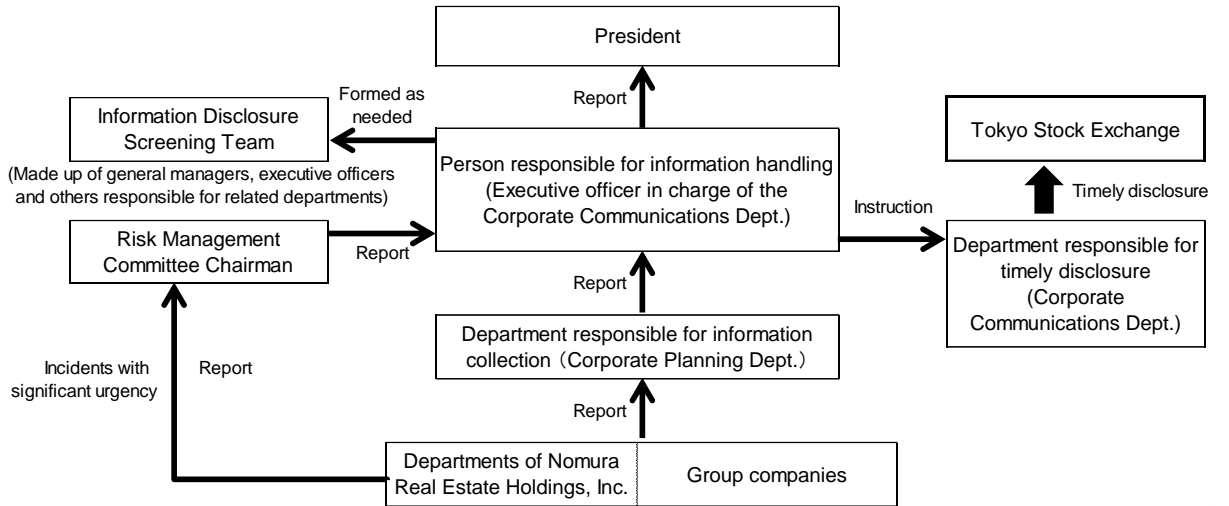 President
Report
Formed as
needed
Information Disclosure
Screening Team
(Made up of general managers, executive officers
and others responsible for related departments)
Person responsible for information handling
(Executive officer in charge of the
Corporate Communications Dept.)
Tokyo Stock Exchange
Timely disclosure
Instruction
Risk Management
Committee Chairman
Report
Department responsible for
timely disclosure
(Corporate
Communications Dept.)
Report
Department responsible for information
collection（Corporate Planning Dept.）
Incidents with
significant urgency
Report
Report
Departments of Nomura
Real Estate Holdings, Inc.
Group companies